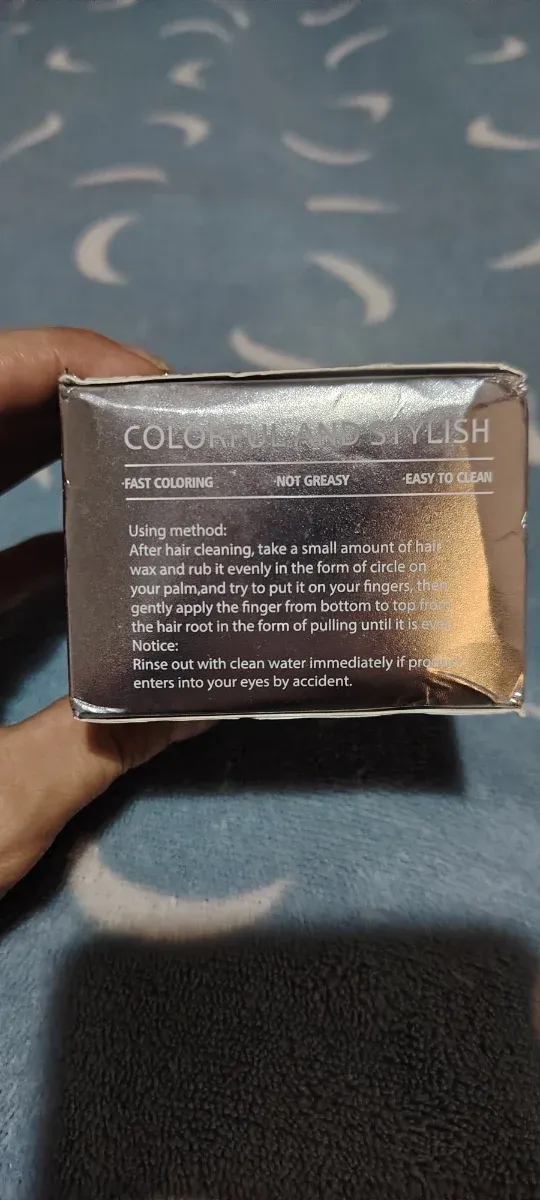 COLORFUL AND STYLISH
·FAST COLORING ·NOT GREASY ·EASY TO CLEAN
Using method:
After hair cleaning, take a small amount of hair
wax and rub it evenly in the form of circle on
your palm,and try to put it on your fingers, then
gently apply the finger from bottom to top from
the hair root in the form of pulling until it is even
Notice:
Rinse out with clean water immediately if product
enters into your eyes by accident.